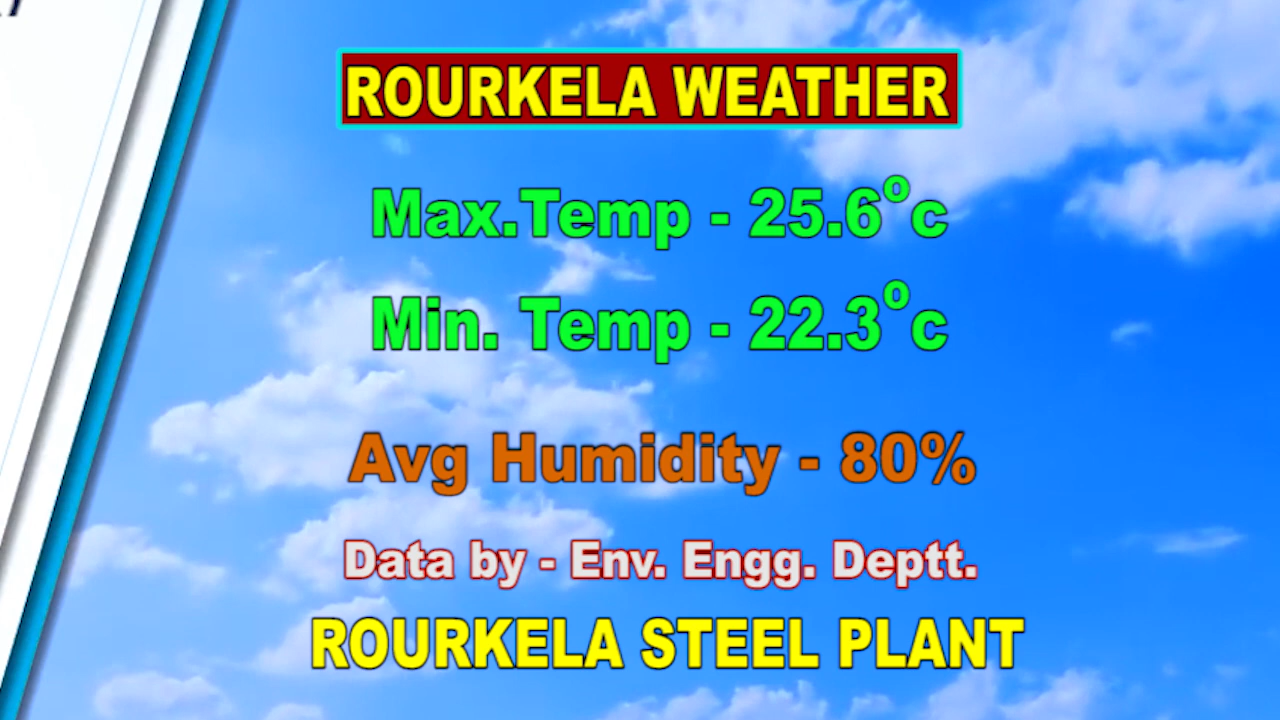 ROURKELA WEATHER
Max.Temp - 25.6°c
Min. Temp - 22.3°c
Avg Humidity - 80%
Data by - Env. Engg. Deptt.
ROURKELA STEEL PLANT